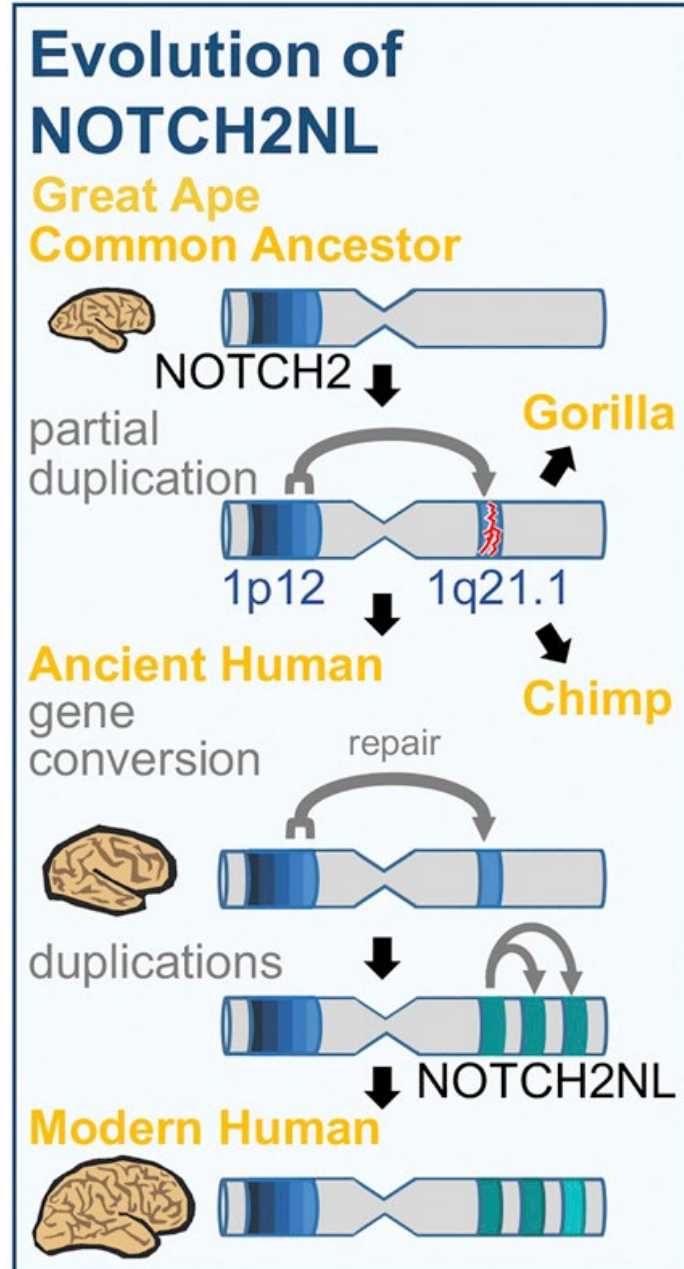 Evolution of
NOTCH2NL
Great Ape
Common Ancestor
NOTCH2
Gorilla
partial
duplication
1p12
1q21.1
Ancient Human
Chimp
gene
conversion
repair
duplications
NOTCH2NL
Modern Human